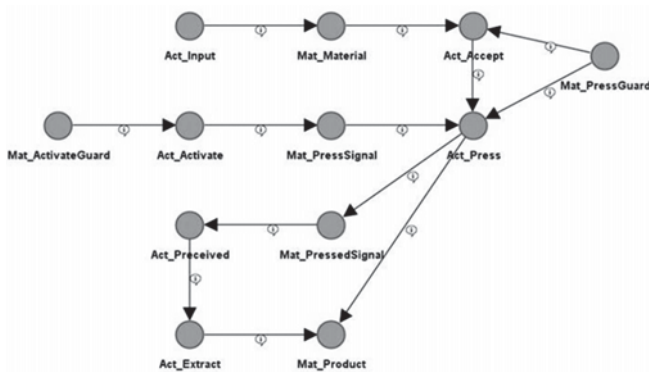 Act_Input
Mat_Material
Act_Accept
Mat_PressGuard
Mat_ActivateGuard
Act_Activate
Mat_PressSignal
Act_Press
Act_Preceived
Mat_PressedSignal
Act_Extract
Mat_Product